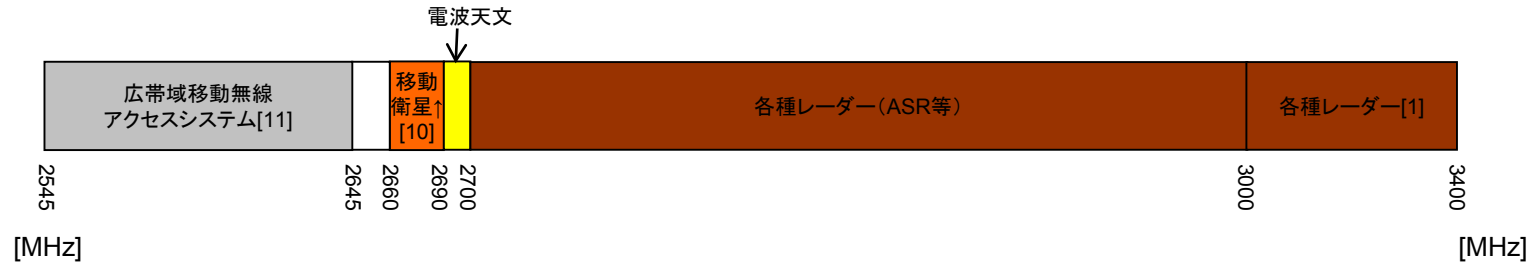 電波天文
広帯域移動無線
アクセスシステム[11]
移動
衛星↑
[10]
各種レーダー（ASR等）
各種レーダー[1]
2545
2645
2660
2690
2700
3000
3400
[MHz]
[MHz]